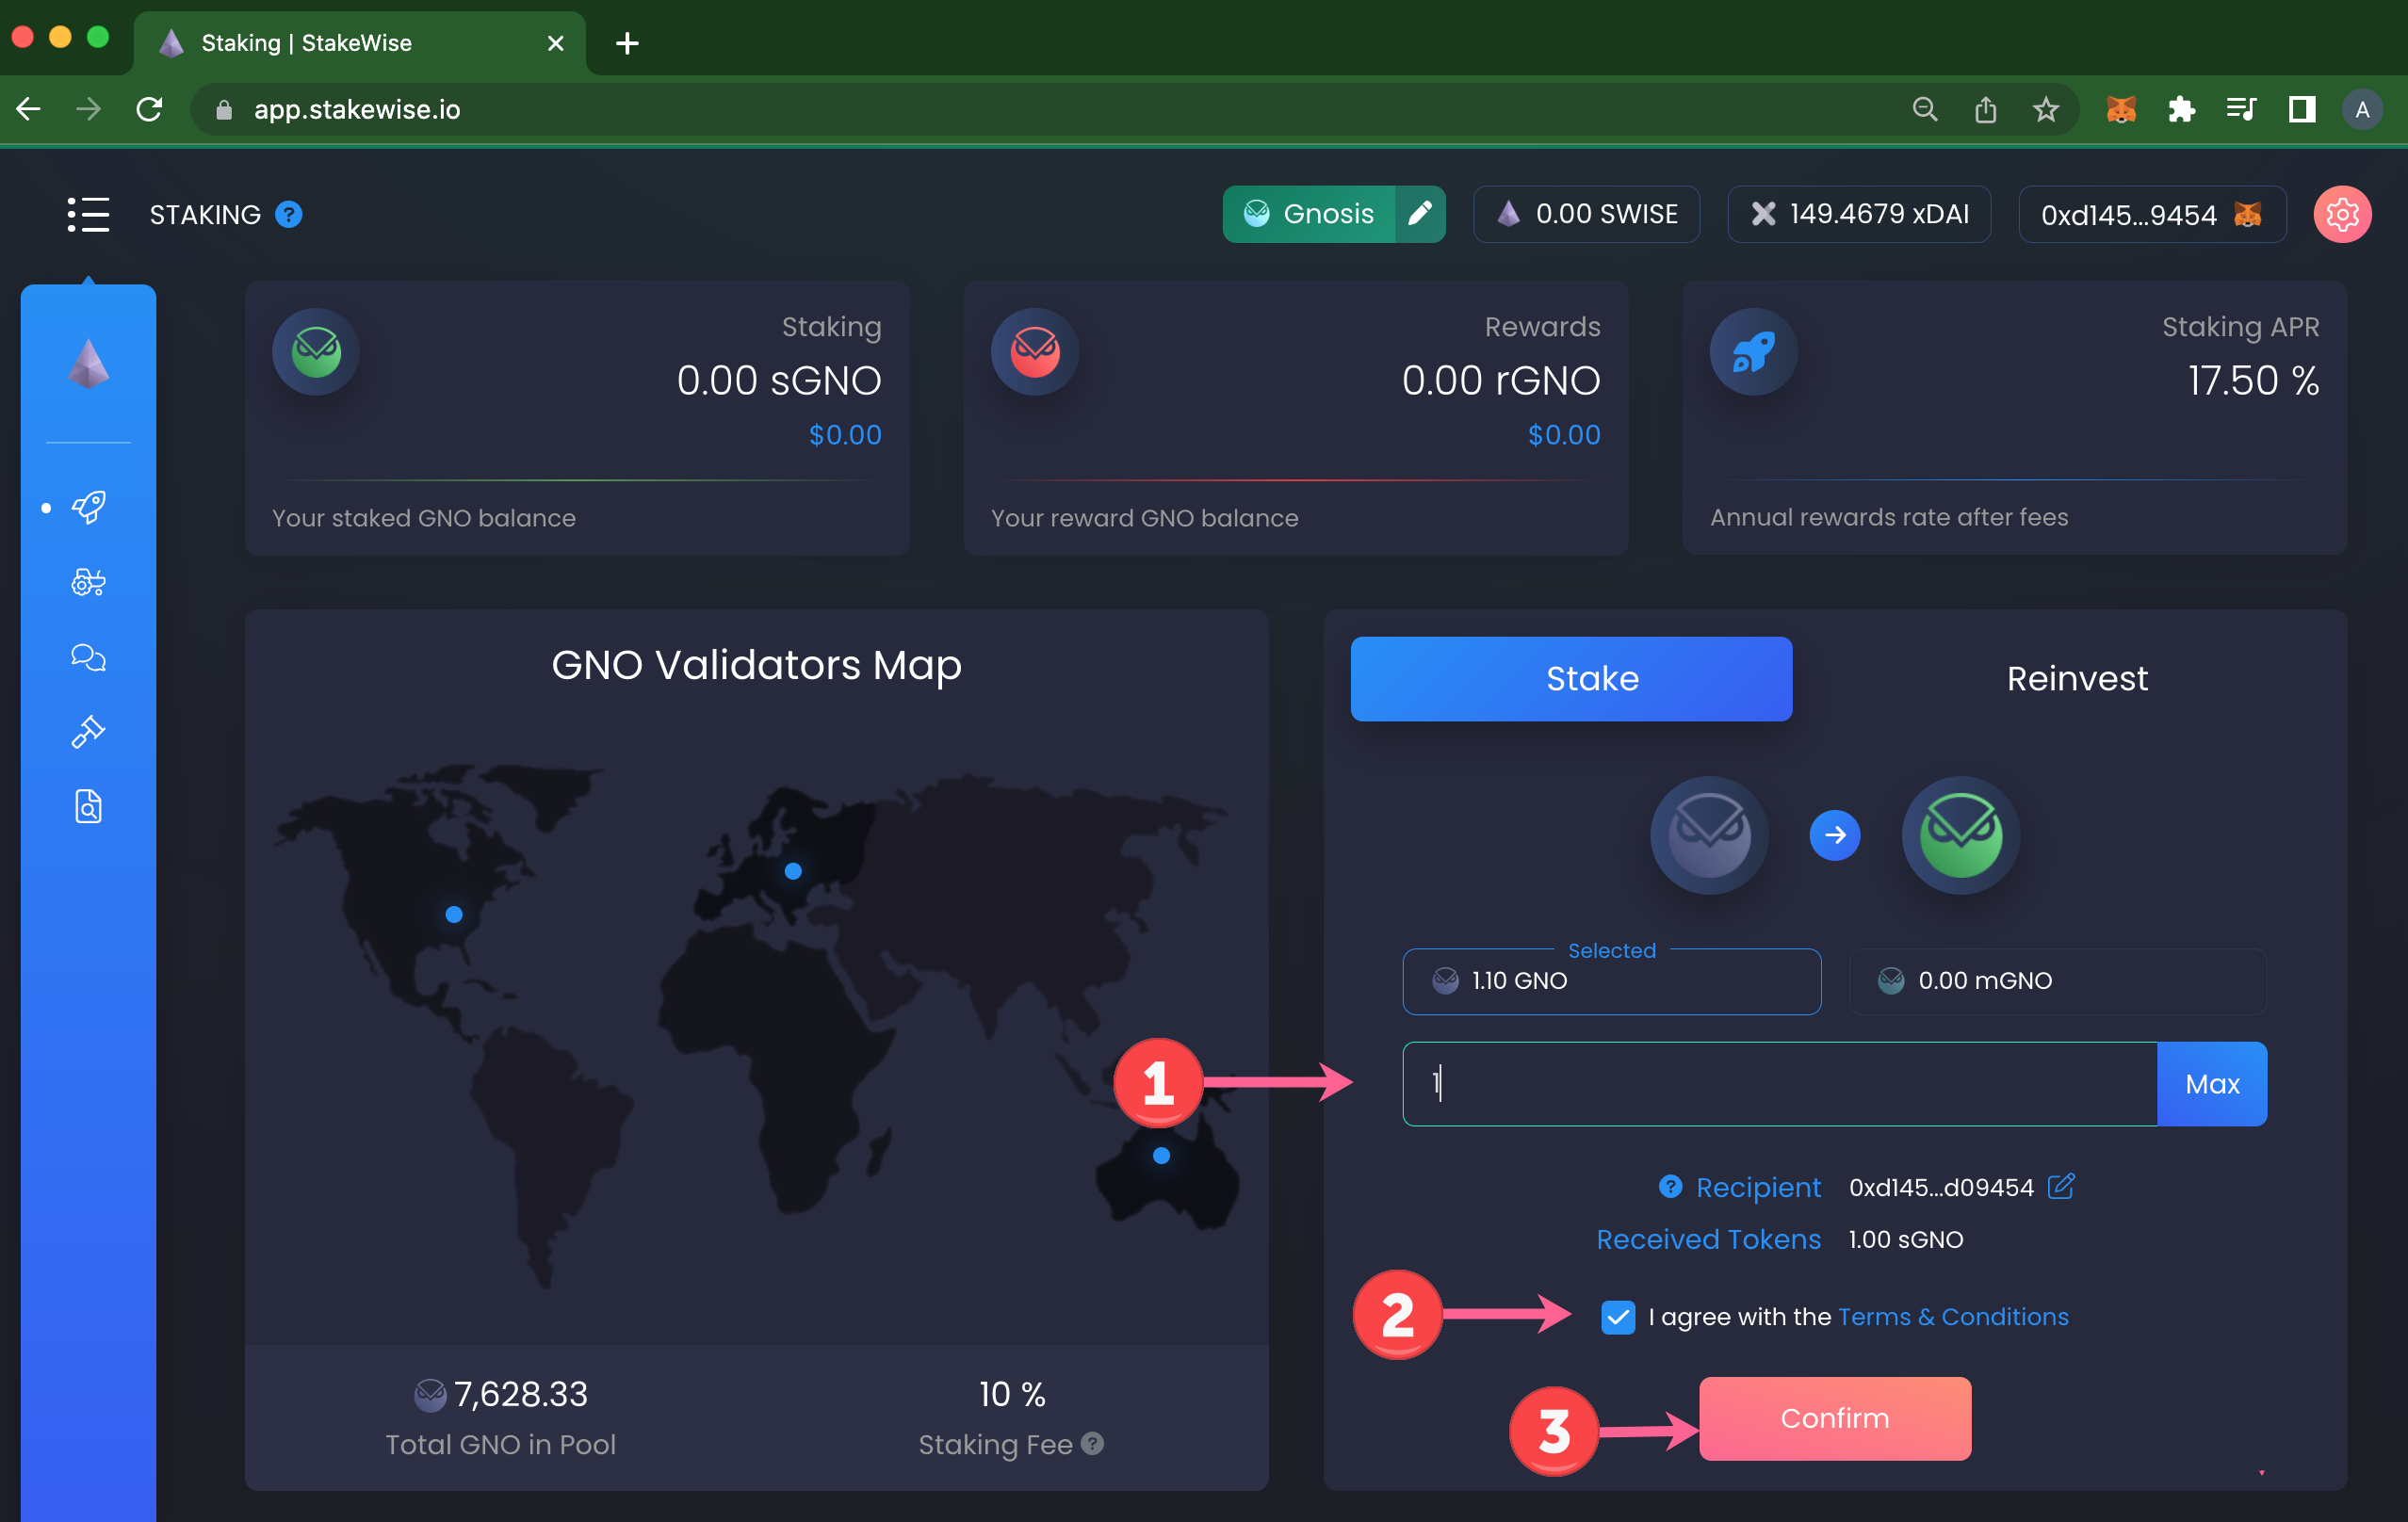 Staking | StakeWise
app.stakewise.io
A
STAKING ?
Gnosis
0.00 SWISE
149.4679 xDAI
0xd145...9454
Staking
0.00 sGNO
$0.00
Your staked GNO balance
Rewards
0.00 rGNO
$0.00
Your reward GNO balance
Staking APR
17.50 %
Annual rewards rate after fees
GNO Validators Map
7,628.33
Total GNO in Pool
10 %
Staking Fee ?
Stake
Reinvest
Selected
1.10 GNO
0.00 mGNO
1
1
Max
? Recipient 0xd145...d09454
Received Tokens 1.00 sGNO
2
I agree with the Terms & Conditions
3
Confirm